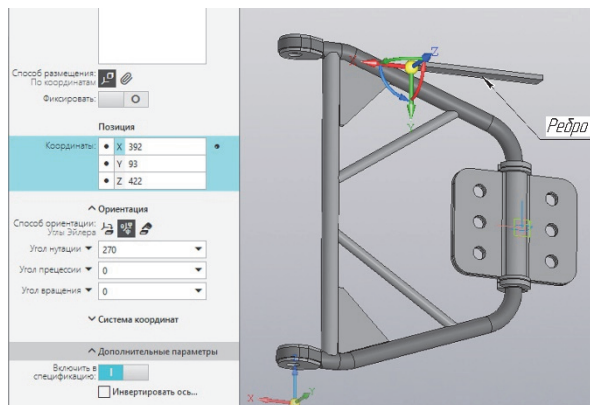 Способ размещения:
По координатам
Фиксировать:
Позиция
Координаты:
X 392
Y 93
Z 422
Ориентация
Способ ориентации:
Углы Эйлера
Угол нутации 270
Угол прецессии 0
Угол вращения 0
Система координат
Дополнительные параметры
Включить в
спецификацию:
Инвертировать ось...
Z
Y
Ребро
X
Y